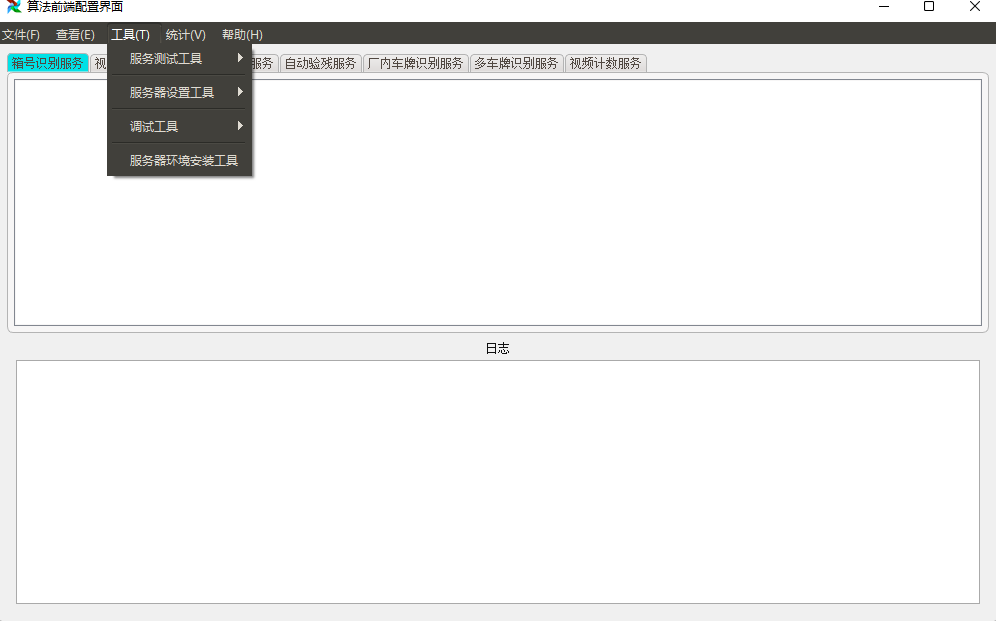 算法前端配置界面
文件(F) 查看(E) 工具(T) 统计(V) 帮助(H)
箱号识别服务 视 服务 自动验残服务 厂内车牌识别服务 多车牌识别服务 视频计数服务
服务测试工具
服务器设置工具
调试工具
服务器环境安装工具
日志